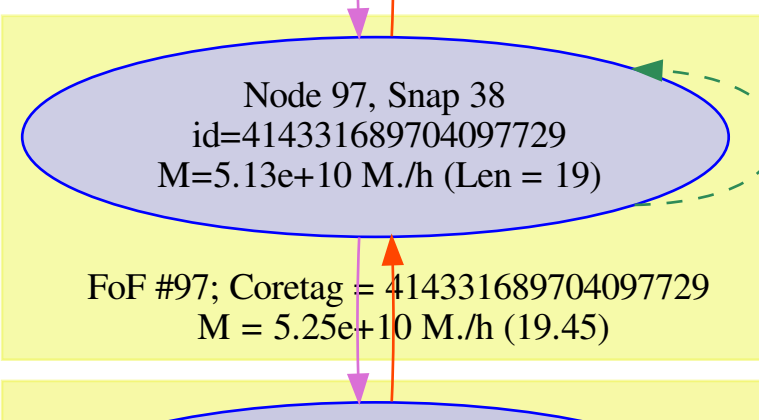 Node 97, Snap 38
id=414331689704097729
M=5.13e+10 M./h (Len = 19)
FoF #97; Coretag = 414331689704097729
M = 5.25e+10 M./h (19.45)